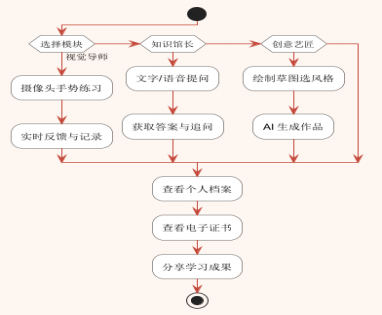 选择模块
知识馆长
创意艺匠
视觉导师
摄像头手势练习
文字/语音提问
绘制草图选风格
实时反馈与记录
获取答案与追问
AI 生成作品
查看个人档案
查看电子证书
分享学习成果